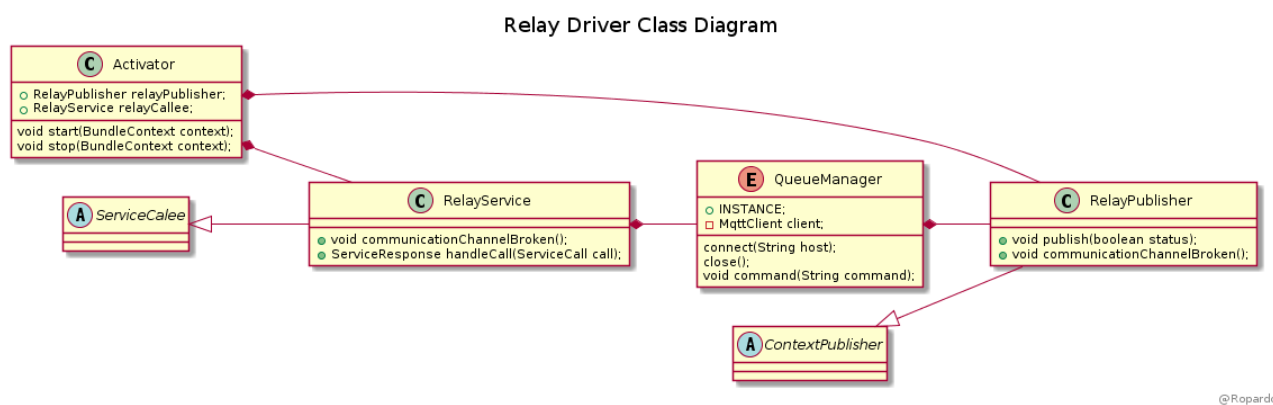 Relay Driver Class Diagram
C Activator
RelayPublisher relayPublisher;
RelayService relayCallee;
void start(BundleContext context);
void stop(BundleContext context);
A ServiceCalee
C RelayService
void communicationChannelBroken();
ServiceResponse handleCall(ServiceCall call);
E QueueManager
INSTANCE;
MqttClient client;
connect(String host);
close();
void command(String command);
C RelayPublisher
void publish(boolean status);
void communicationChannelBroken();
A ContextPublisher
@Ropardo